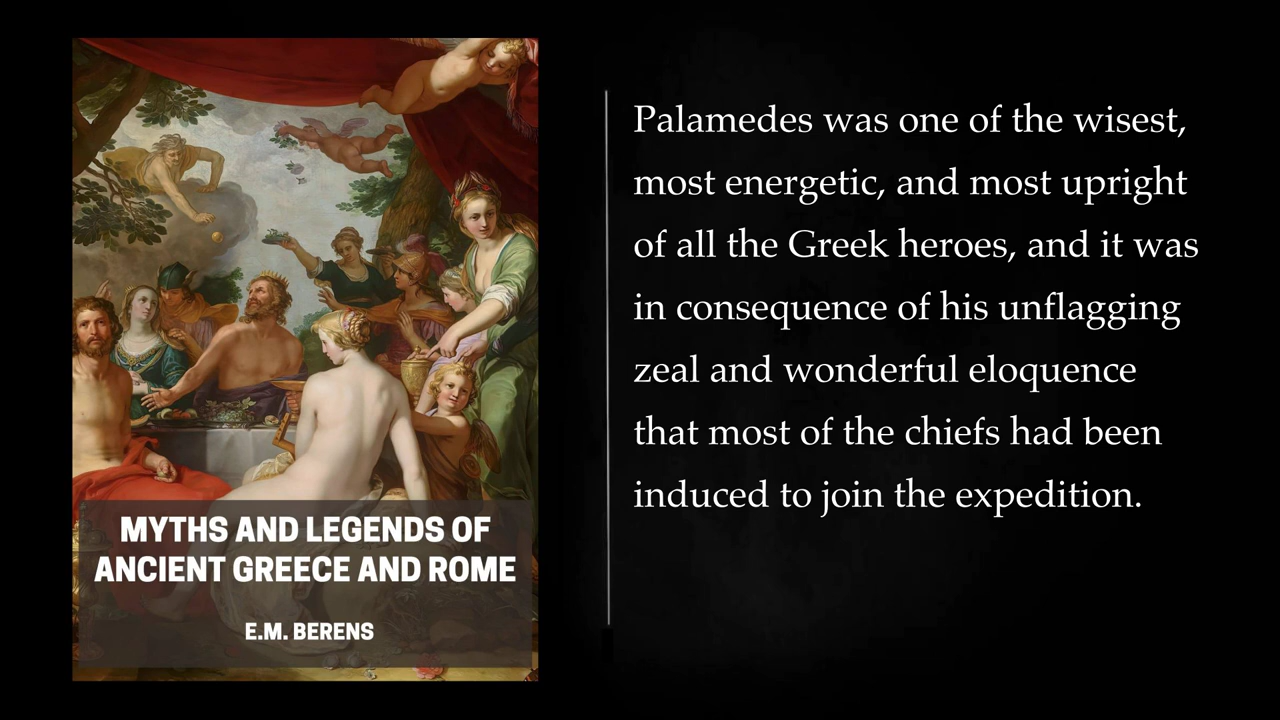 MYTHS AND LEGENDS OF
ANCIENT GREECE AND ROME
E.M. BERENS
Palamedes was one of the wisest,
most energetic, and most upright
of all the Greek heroes, and it was
in consequence of his unflagging
zeal and wonderful eloquence
that most of the chiefs had been
induced to join the expedition.